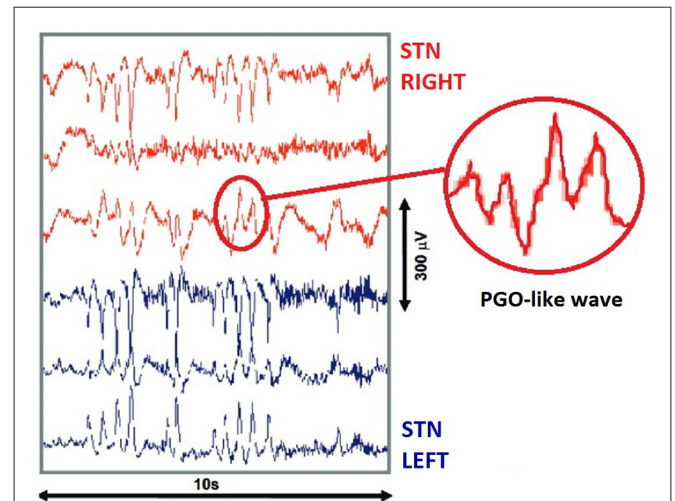 STN
RIGHT
300 µV
PGO-like wave
STN
LEFT
10s